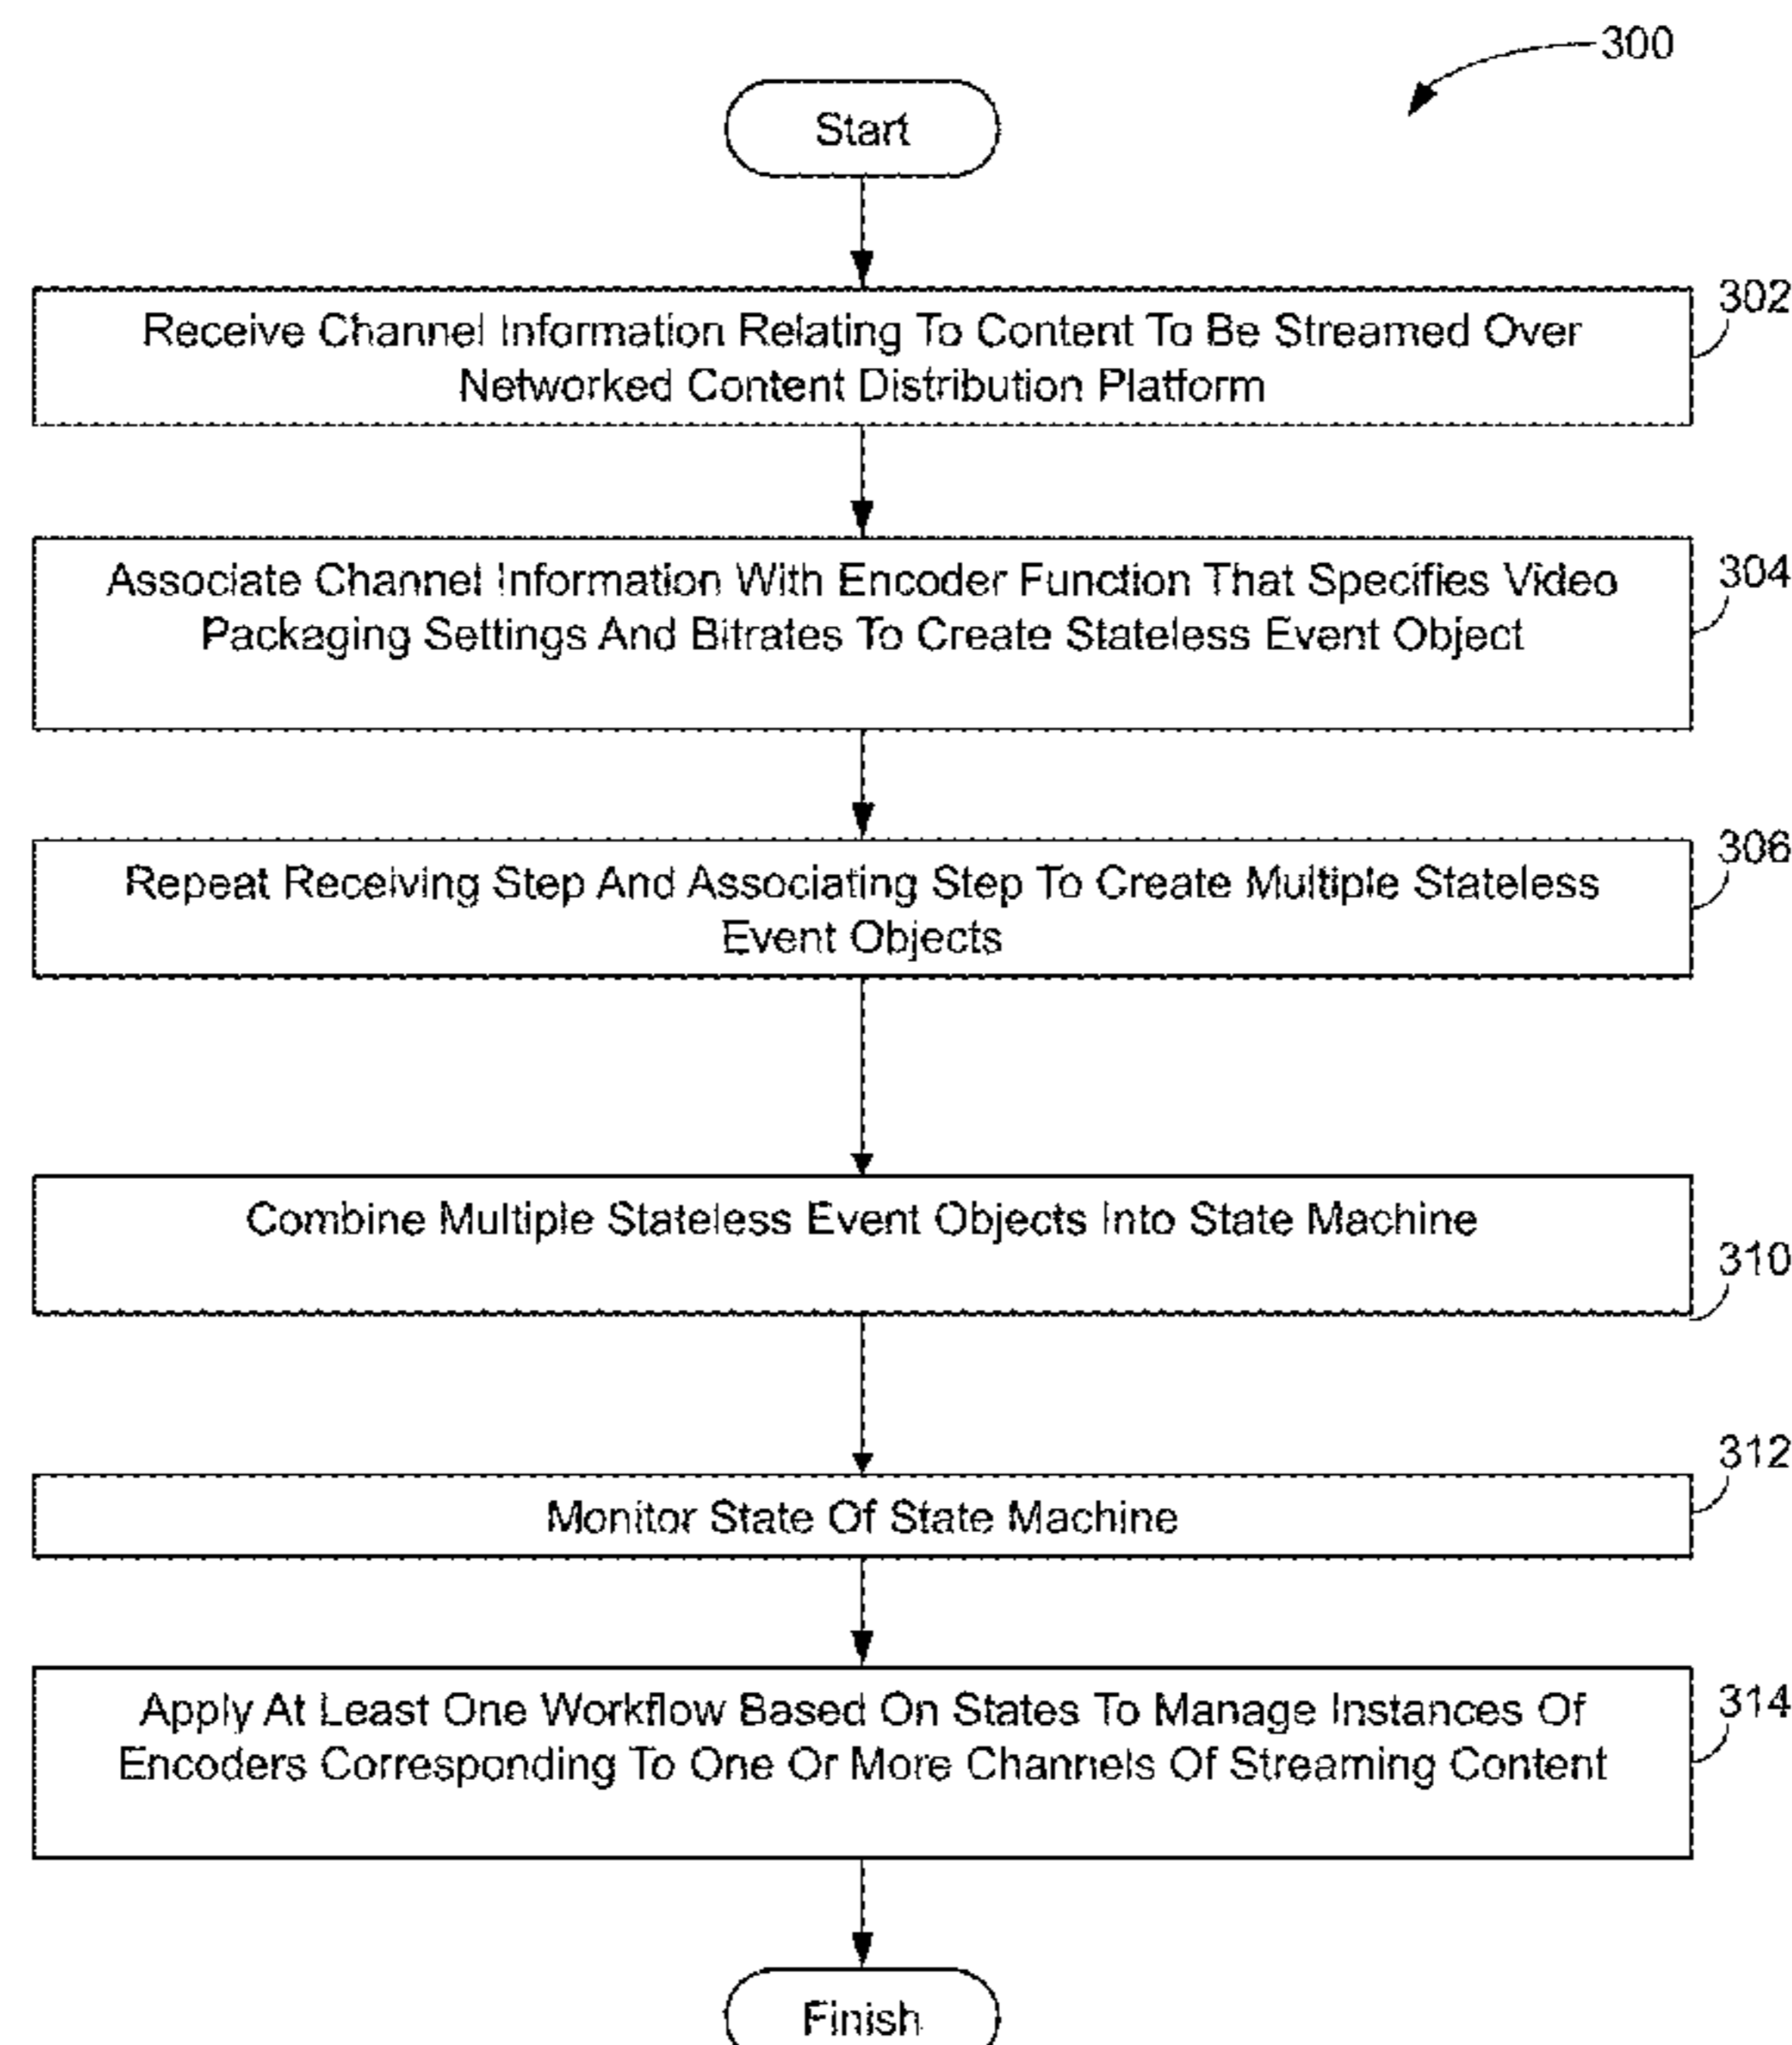 300
Start
302
Receive Channel Information Relating To Content To Be Streamed Over
Networked Content Distribution Platform
304
Associate Channel Information With Encoder Function That Specifies Video
Packaging Settings And Bitrates To Create Stateless Event Object
306
Repeat Receiving Step And Associating Step To Create Multiple Stateless
Event Objects
Combine Multiple Stateless Event Objects Into State Machine
310
312
Monitor State Of State Machine
314
Apply At Least One Workflow Based On States To Manage Instances Of
Encoders Corresponding To One Or More Channels Of Streaming Content
Finish